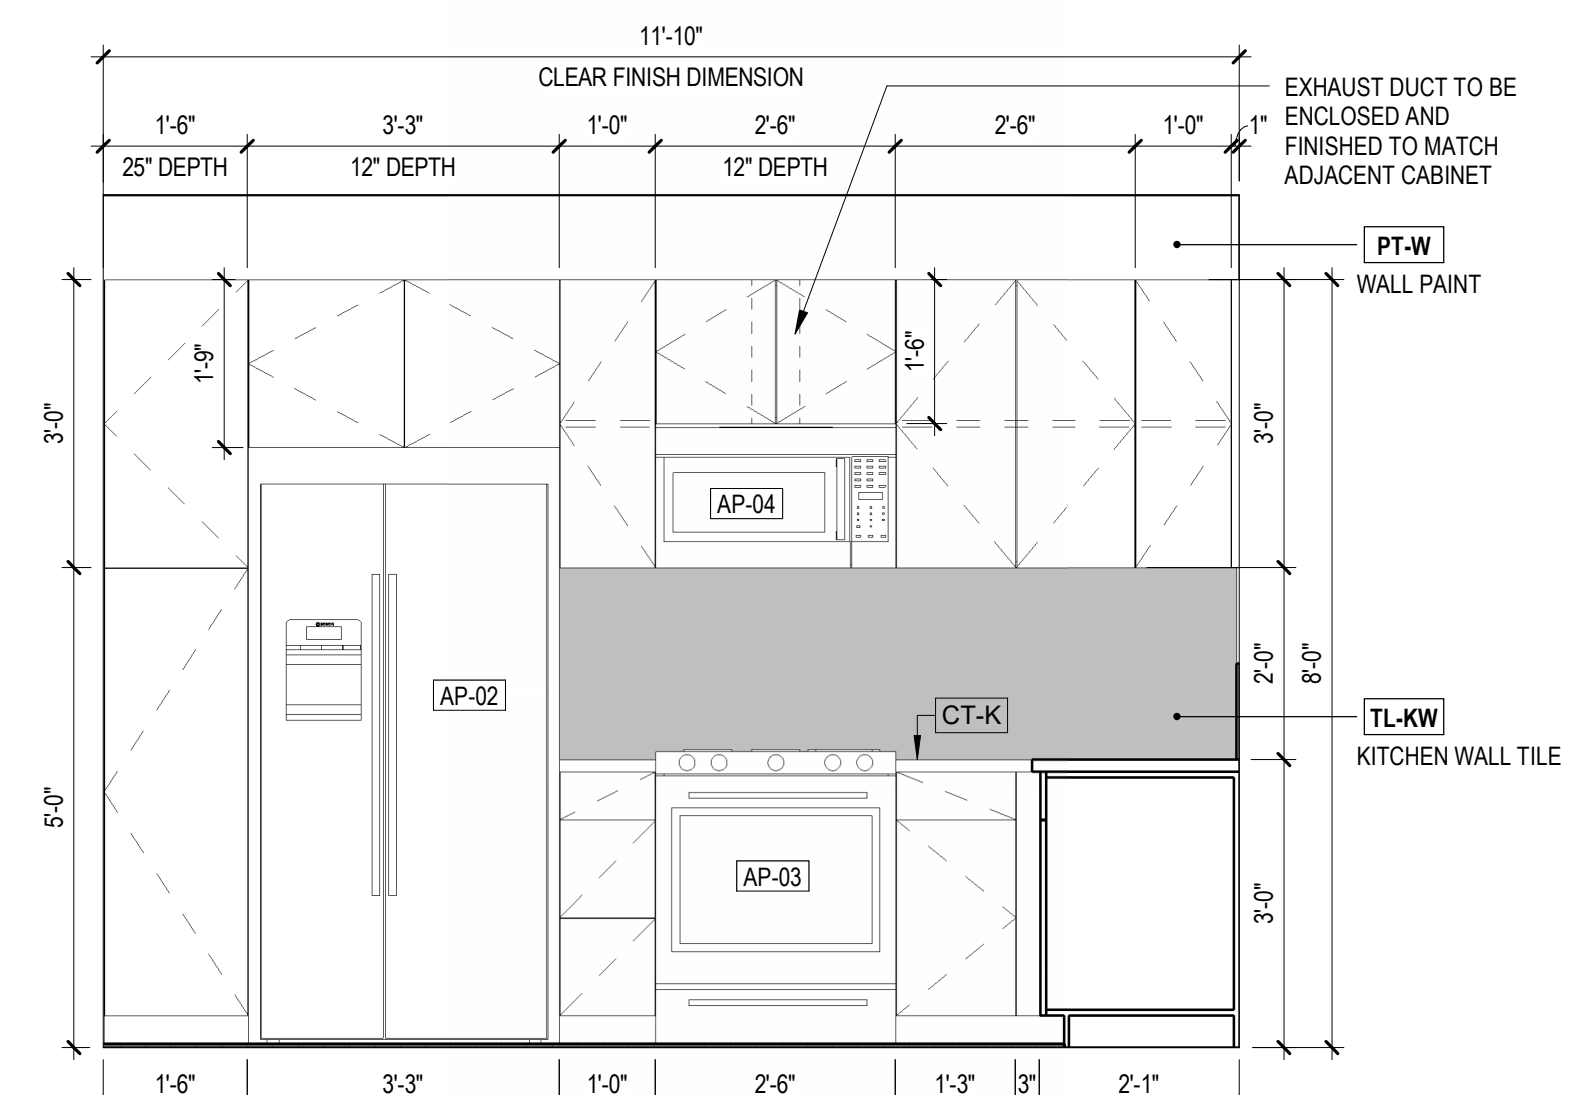 11'-10"
CLEAR FINISH DIMENSION
EXHAUST DUCT TO BE
ENCLOSED AND
FINISHED TO MATCH
ADJACENT CABINET
1'-6"
3'-3"
1'-0"
2'-6"
2'-6"
1'-0"
1"
25" DEPTH
12" DEPTH
12" DEPTH
PT-W
WALL PAINT
1'-9"
1'-6"
3'-0"
3'-0"
AP-04
AP-02
2'-0"
8'-0"
CT-K
TL-KW
KITCHEN WALL TILE
5'-0"
AP-03
3'-0"
1'-6"
3'-3"
1'-0"
2'-6"
1'-3"
3"
2'-1"